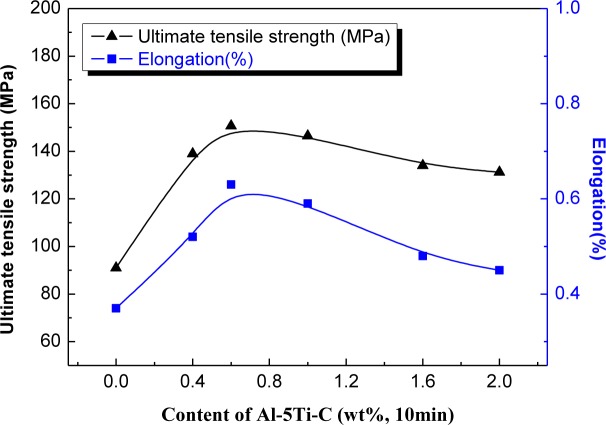 Ultimate tensile strength (MPa)
Elongation(%)
200
180
160
140
120
100
80
60
Ultimate tensile strength (MPa)
1.0
0.8
0.6
0.4
Elongation(%)
0.0 0.4 0.8 1.2 1.6 2.0
Content of Al-5Ti-C (wt%, 10min)